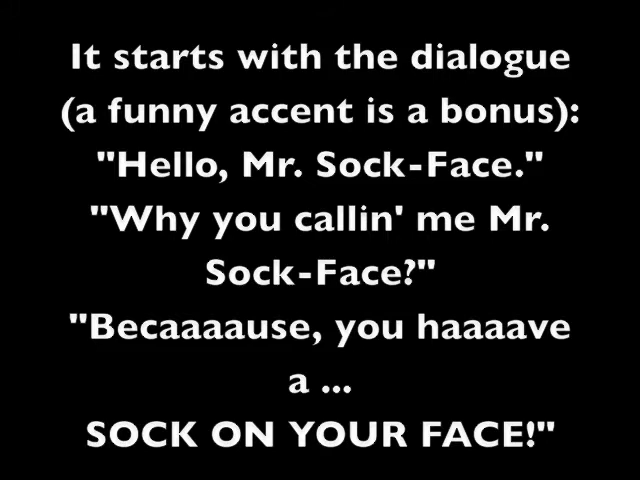 It starts with the dialogue
(a funny accent is a bonus):
"Hello, Mr. Sock-Face."
"Why you callin' me Mr.
Sock-Face?"
"Becaaaause, you haaaave
a ...
SOCK ON YOUR FACE!"